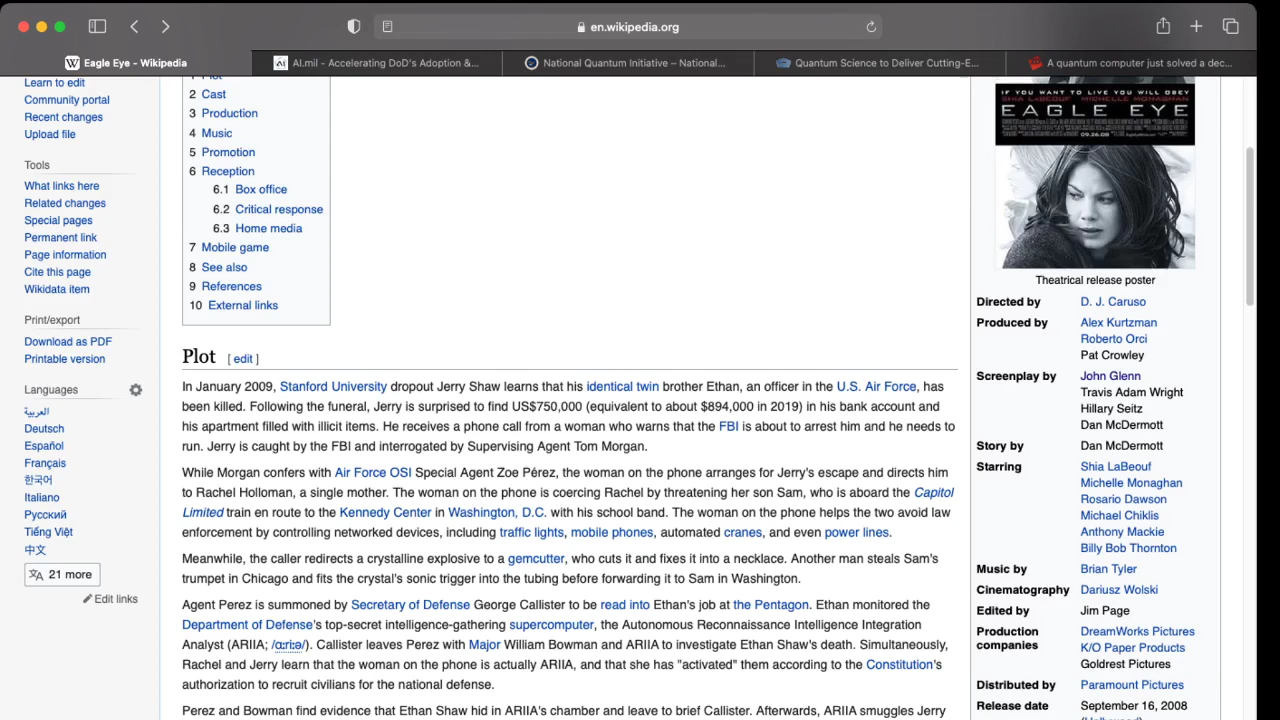 en.wikipedia.org
Eagle Eye - Wikipedia
AI.mil - Accelerating DoD's Adoption &...
National Quantum Initiative – National...
Quantum Science to Deliver Cutting-E...
A quantum computer just solved a dec...
Learn to edit
Community portal
Recent changes
Upload file
Tools
What links here
Related changes
Special pages
Permanent link
Page information
Cite this page
Wikidata item
Print/export
Download as PDF
Printable version
Languages
العربية
Deutsch
Español
Français
한국어
Italiano
Русский
Tiếng Việt
中文
21 more
Edit links
1 Plot
2 Cast
3 Production
4 Music
5 Promotion
6 Reception
6.1 Box office
6.2 Critical response
6.3 Home media
7 Mobile game
8 See also
9 References
10 External links
Plot [ edit ]
In January 2009, Stanford University dropout Jerry Shaw learns that his identical twin brother Ethan, an officer in the U.S. Air Force, has
been killed. Following the funeral, Jerry is surprised to find US$750,000 (equivalent to about $894,000 in 2019) in his bank account and
his apartment filled with illicit items. He receives a phone call from a woman who warns that the FBI is about to arrest him and he needs to
run. Jerry is caught by the FBI and interrogated by Supervising Agent Tom Morgan.
While Morgan confers with Air Force OSI Special Agent Zoe Pérez, the woman on the phone arranges for Jerry's escape and directs him
to Rachel Holloman, a single mother. The woman on the phone is coercing Rachel by threatening her son Sam, who is aboard the Capitol
Limited train en route to the Kennedy Center in Washington, D.C. with his school band. The woman on the phone helps the two avoid law
enforcement by controlling networked devices, including traffic lights, mobile phones, automated cranes, and even power lines.
Meanwhile, the caller redirects a crystalline explosive to a gemcutter, who cuts it and fixes it into a necklace. Another man steals Sam's
trumpet in Chicago and fits the crystal's sonic trigger into the tubing before forwarding it to Sam in Washington.
Agent Perez is summoned by Secretary of Defense George Callister to be read into Ethan's job at the Pentagon. Ethan monitored the
Department of Defense's top-secret intelligence-gathering supercomputer, the Autonomous Reconnaissance Intelligence Integration
Analyst (ARIIA; /ɑːriːə/). Callister leaves Perez with Major William Bowman and ARIIA to investigate Ethan Shaw's death. Simultaneously,
Rachel and Jerry learn that the woman on the phone is actually ARIIA, and that she has "activated" them according to the Constitution's
authorization to recruit civilians for the national defense.
Perez and Bowman find evidence that Ethan Shaw hid in ARIIA's chamber and leave to brief Callister. Afterwards, ARIIA smuggles Jerry
IF YOU WANT TO LIVE YOU WILL OBEY
SHIA LABEOUF MICHELLE MONAGHAN
EAGLE EYE
09.26.08
Theatrical release poster
Directed by D. J. Caruso
Produced by Alex Kurtzman
Roberto Orci
Pat Crowley
Screenplay by John Glenn
Travis Adam Wright
Hillary Seitz
Dan McDermott
Story by Dan McDermott
Starring Shia LaBeouf
Michelle Monaghan
Rosario Dawson
Michael Chiklis
Anthony Mackie
Billy Bob Thornton
Music by Brian Tyler
Cinematography Dariusz Wolski
Edited by Jim Page
Production companies DreamWorks Pictures
K/O Paper Products
Goldrest Pictures
Distributed by Paramount Pictures
Release date September 16, 2008